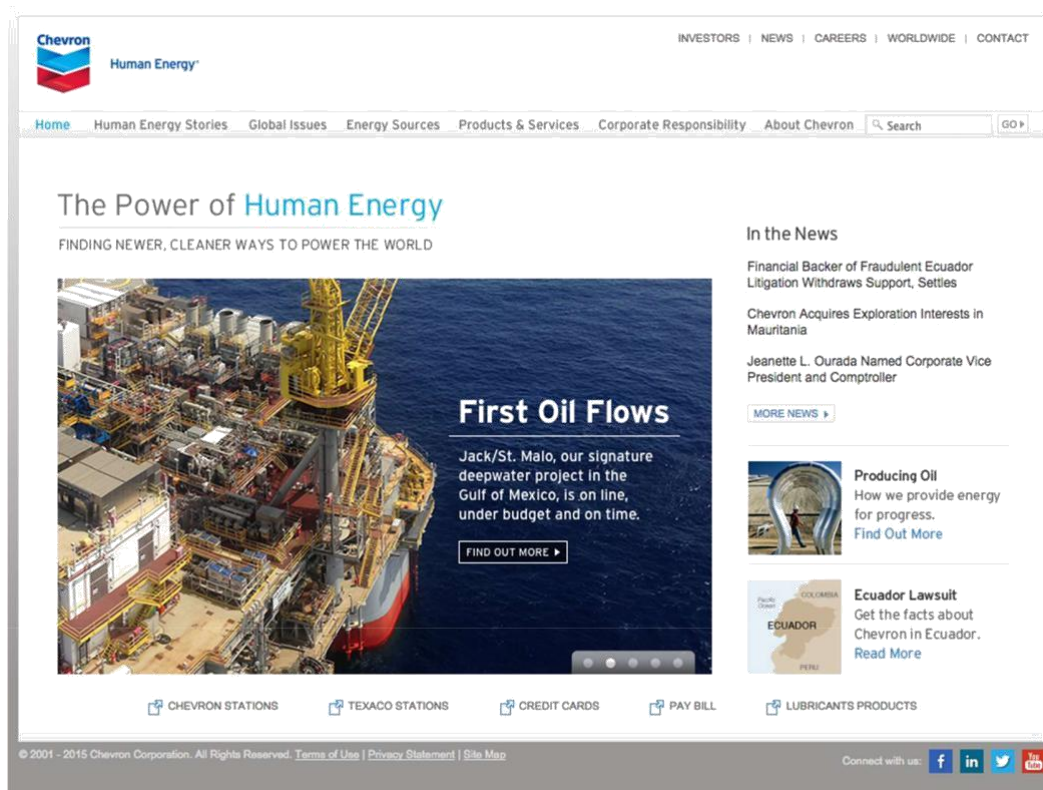 Chevron
Human Energy®
INVESTORS | NEWS | CAREERS | WORLDWIDE | CONTACT
Home Human Energy Stories Global Issues Energy Sources Products & Services Corporate Responsibility About Chevron Search GO
The Power of Human Energy
FINDING NEWER, CLEANER WAYS TO POWER THE WORLD
First Oil Flows
Jack/St. Malo, our signature
deepwater project in the
Gulf of Mexico, is on line,
under budget and on time.
FIND OUT MORE
In the News
Financial Backer of Fraudulent Ecuador
Litigation Withdraws Support, Settles
Chevron Acquires Exploration Interests in
Mauritania
Jeanette L. Ourada Named Corporate Vice
President and Comptroller
MORE NEWS
Producing Oil
How we provide energy
for progress.
Find Out More
Pacific
Ocean
COLOMBIA
ECUADOR
PERU
Ecuador Lawsuit
Get the facts about
Chevron in Ecuador.
Read More
CHEVRON STATIONS TEXACO STATIONS CREDIT CARDS PAY BILL LUBRICANTS PRODUCTS
© 2001 - 2015 Chevron Corporation. All Rights Reserved. Terms of Use | Privacy Statement | Site Map
Connect with us: f in You Tube